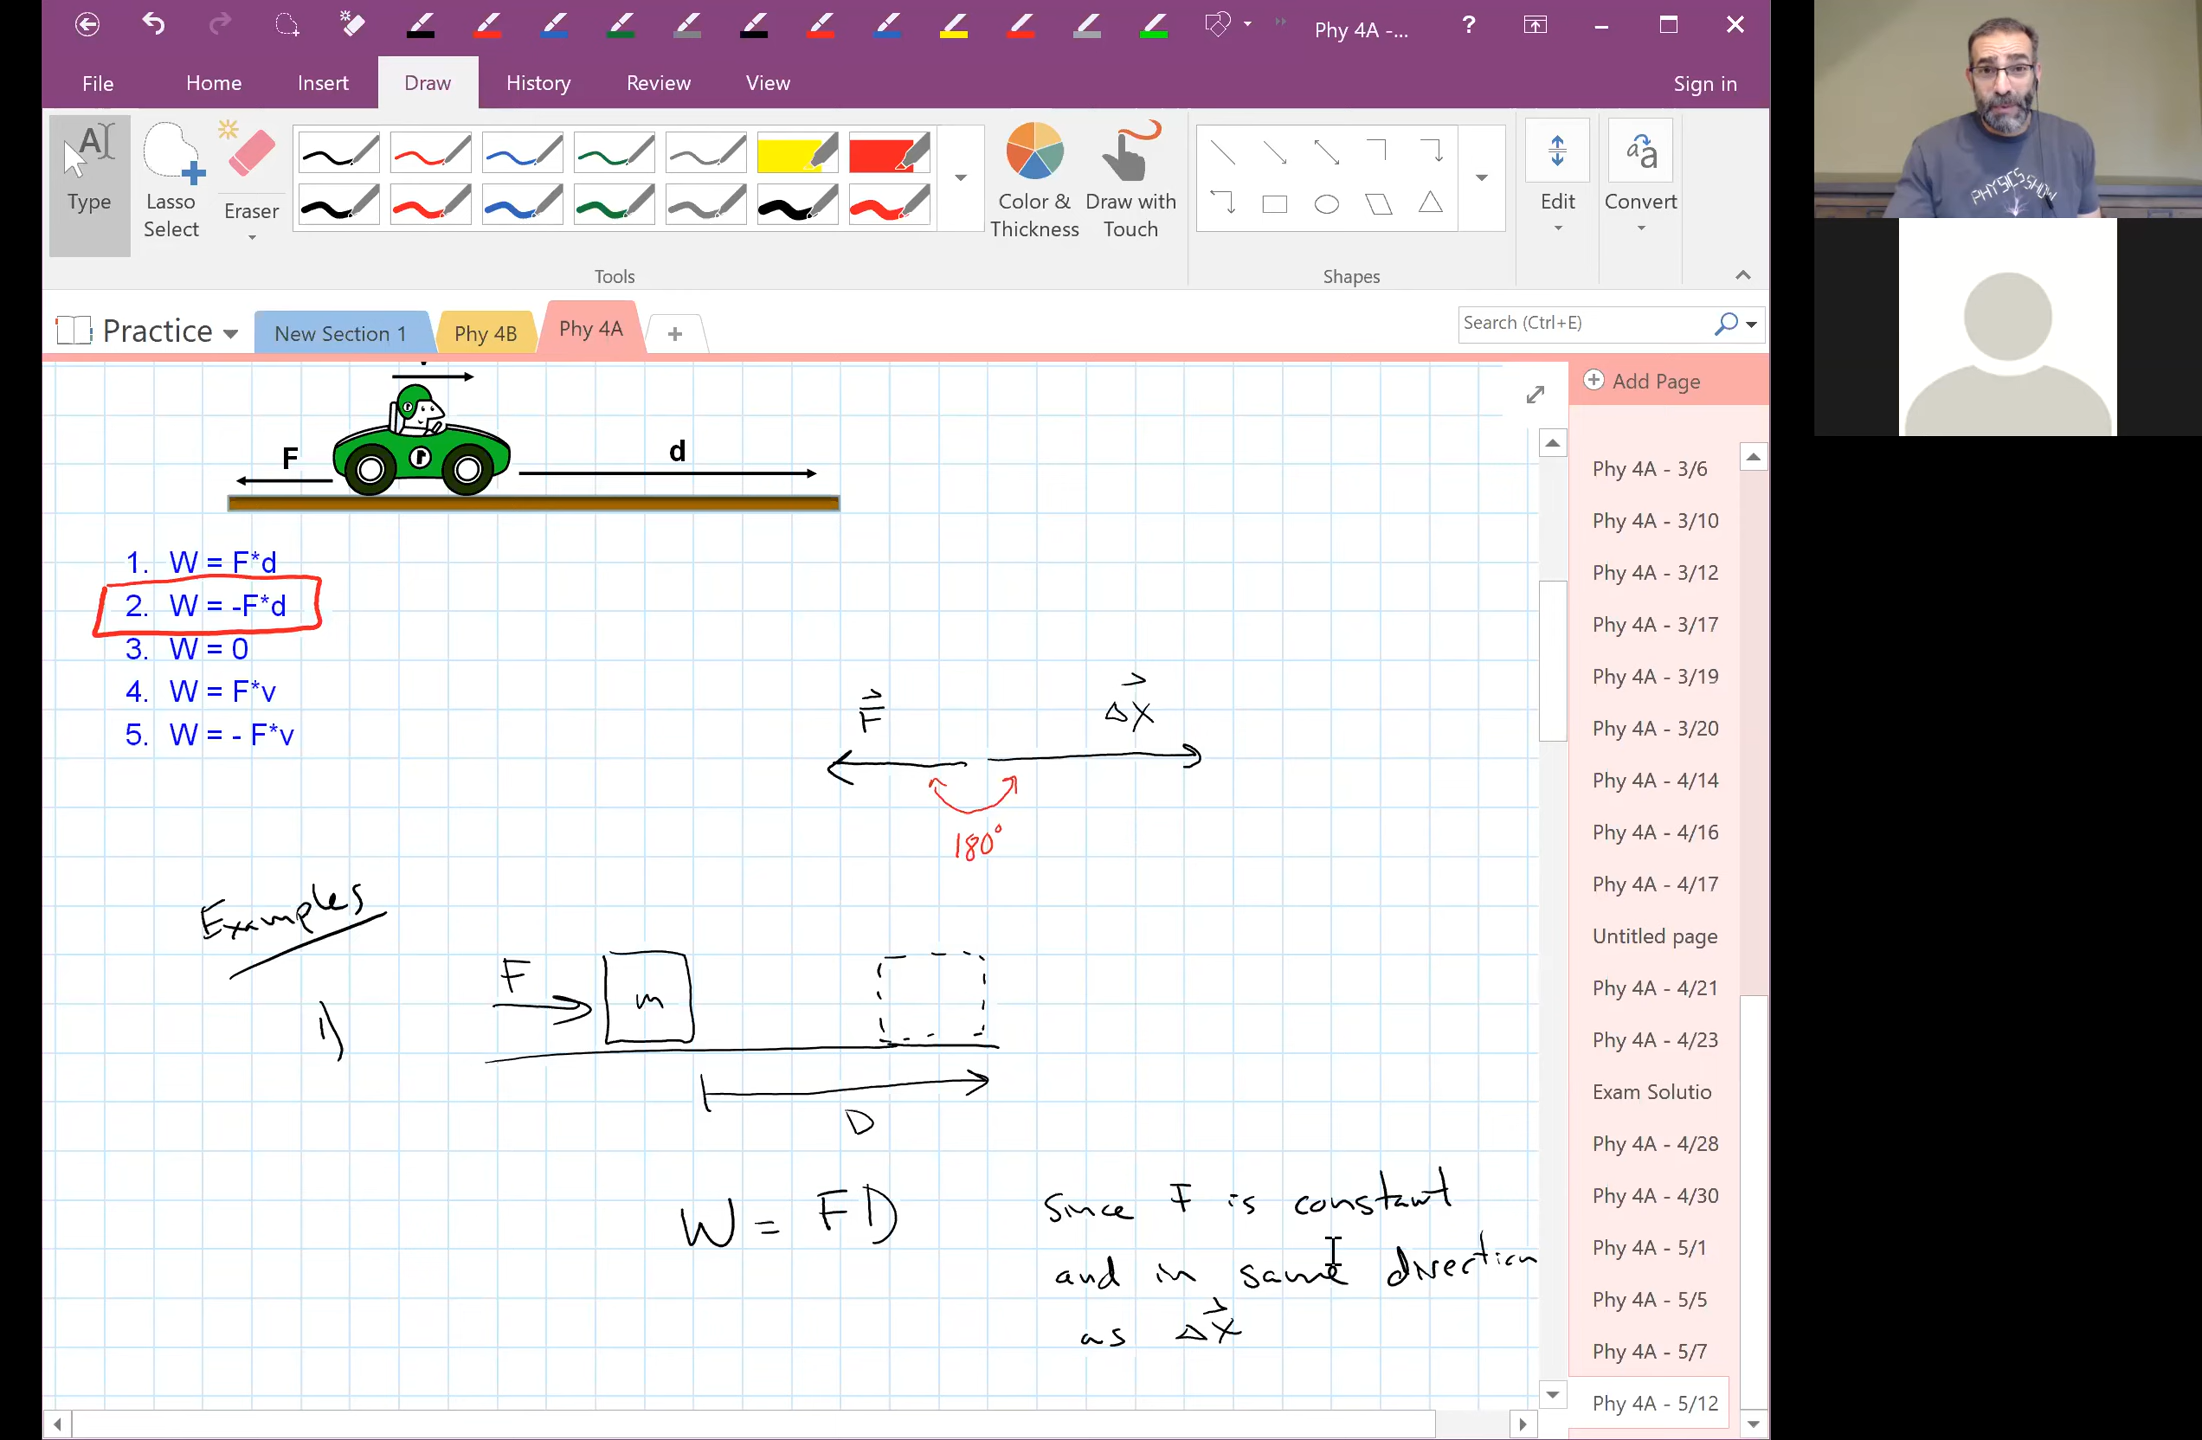 Phy 4A -...
?
File Home Insert Draw History Review View Sign in
Type
Lasso Select
Eraser
Color & Thickness
Draw with Touch
Edit
Convert
Tools
Shapes
Practice
New Section 1
Phy 4B
Phy 4A
Search (Ctrl+E)
Add Page
Phy 4A - 3/6
Phy 4A - 3/10
Phy 4A - 3/12
Phy 4A - 3/17
Phy 4A - 3/19
Phy 4A - 3/20
Phy 4A - 4/14
Phy 4A - 4/16
Phy 4A - 4/17
Untitled page
Phy 4A - 4/21
Phy 4A - 4/23
Exam Solutio
Phy 4A - 4/28
Phy 4A - 4/30
Phy 4A - 5/1
Phy 4A - 5/5
Phy 4A - 5/7
Phy 4A - 5/12
F
d
1
1. W = F*d
2. W = -F*d
3. W = 0
4. W = F*v
5. W = - F*v
F⃗
Δx⃗
180°
Examples
1)
F
m
D
W = FD
Since F is constant
and in same direction
as Δx⃗
PHYSICS SHOW